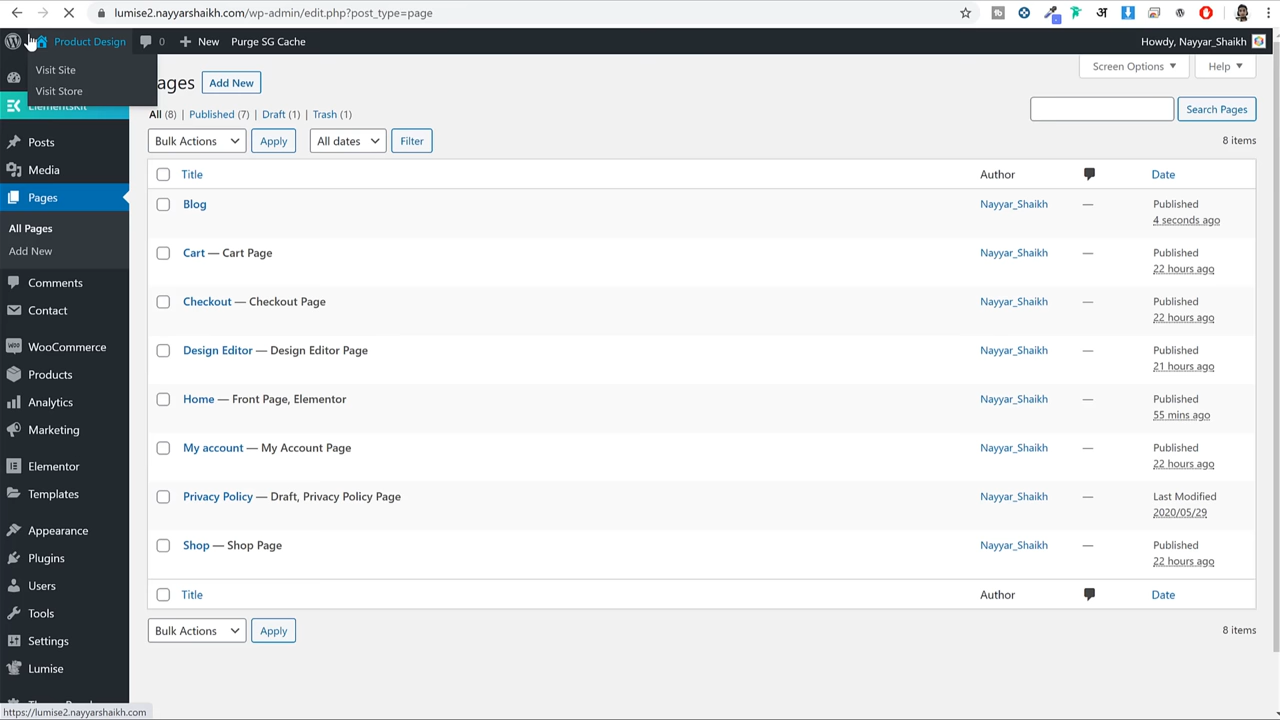 lumise2.nayyarshaikh.com/wp-admin/edit.php?post_type=page
Product Design 0 New Purge SG Cache Howdy, Nayyar_Shaikh
Visit Site
Visit Store
ElementsKit
Posts
Media
Pages
All Pages
Add New
Comments
Contact
WooCommerce
Products
Analytics
Marketing
Elementor
Templates
Appearance
Plugins
Users
Tools
Settings
Lumise
Screen Options Help
ages Add New
All (8) | Published (7) | Draft (1) | Trash (1)
Search Pages
Bulk Actions Apply All dates Filter 8 items
Title Author Date
Blog Nayyar_Shaikh — Published
4 seconds ago
Cart — Cart Page Nayyar_Shaikh — Published
22 hours ago
Checkout — Checkout Page Nayyar_Shaikh — Published
22 hours ago
Design Editor — Design Editor Page Nayyar_Shaikh — Published
21 hours ago
Home — Front Page, Elementor Nayyar_Shaikh — Published
55 mins ago
My account — My Account Page Nayyar_Shaikh — Published
22 hours ago
Privacy Policy — Draft, Privacy Policy Page Nayyar_Shaikh — Last Modified
2020/05/29
Shop — Shop Page Nayyar_Shaikh — Published
22 hours ago
Title Author Date
Bulk Actions Apply 8 items
https://lumise2.nayyarshaikh.com